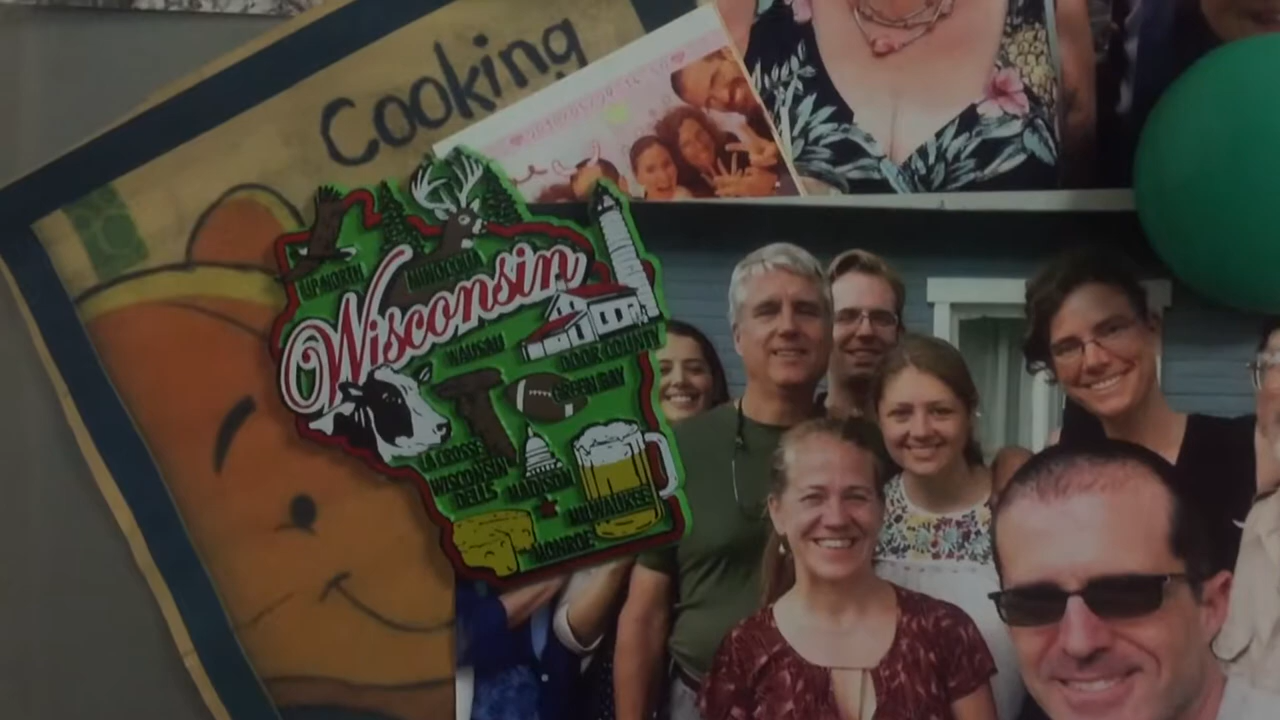 Cooking
UP NORTH
MINOCQUA
Wisconsin
WAUSAU
DOOR COUNTY
GREEN BAY
LA CROSSE
WISCONSIN
DELLS
MADISON
MILWAUKEE
MONROE